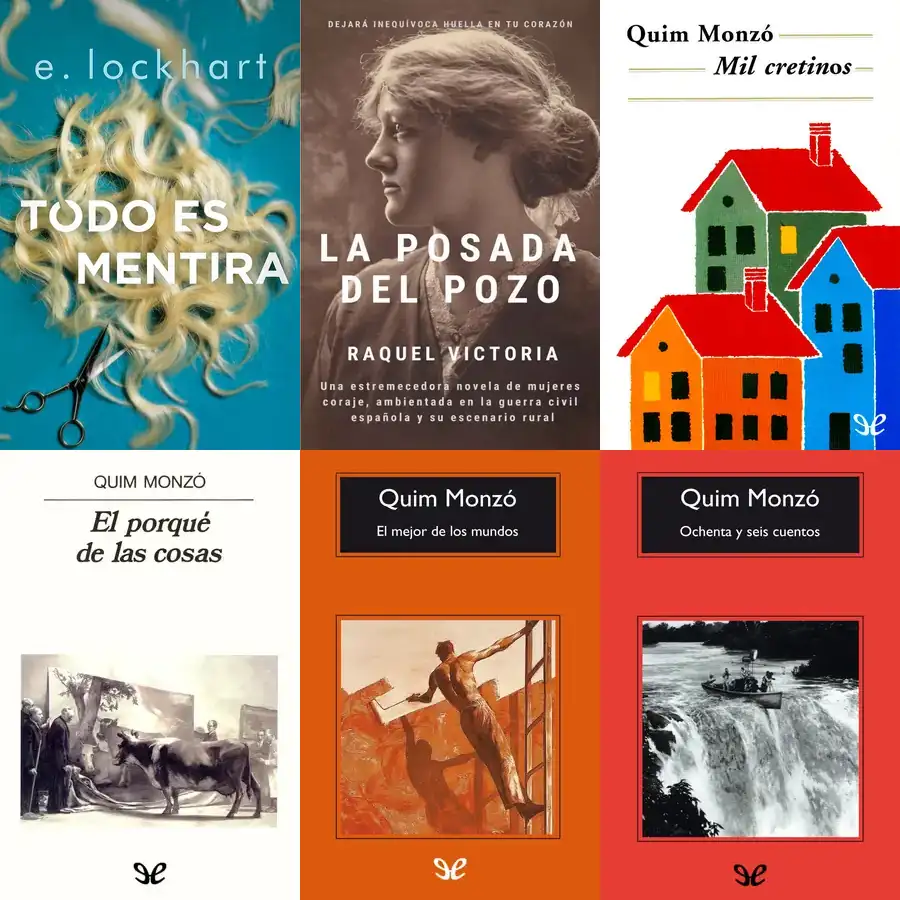 e. lockhart
TODO ES
MENTIRA
DEJARÁ INEQUÍVOCA HUELLA EN TU CORAZÓN
LA POSADA
DEL POZO
RAQUEL VICTORIA
Una estremecedora novela de mujeres
coraje, ambientada en la guerra civil
española y su escenario rural
Quim Monzó
Mil cretinos
QUIM MONZÓ
El porqué
de las cosas
Quim Monzó
El mejor de los mundos
Quim Monzó
Ochenta y seis cuentos